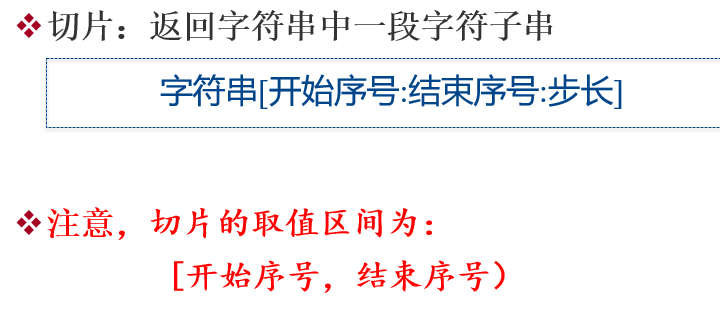 ❖切片：返回字符串中一段字符子串
字符串[开始序号:结束序号:步长]
❖注意，切片的取值区间为：
[开始序号，结束序号）